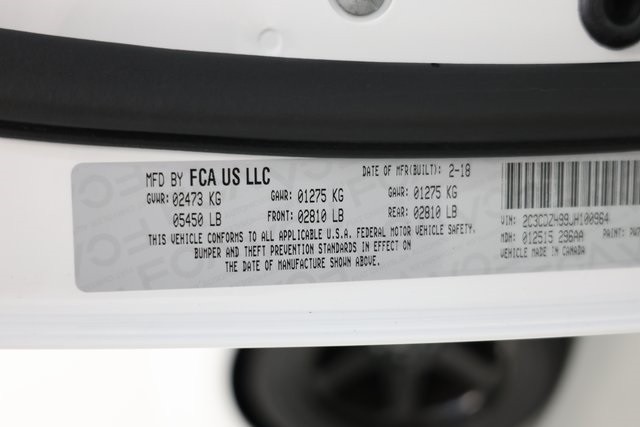 MFD BY FCA US LLC DATE OF MFR(BUILT): 2-18
GVWR: 02473 KG GAWR: 01275 KG GAWR: 01275 KG
05450 LB FRONT: 02810 LB REAR: 02810 LB
THIS VEHICLE CONFORMS TO ALL APPLICABLE U.S.A. FEDERAL MOTOR VEHICLE SAFETY,
BUMPER AND THEFT PREVENTION STANDARDS IN EFFECT ON
THE DATE OF MANUFACTURE SHOWN ABOVE.
VIN: 2C3CDZ499JH100964
MDH: 012515 296AA PAINT:
VEHICLE MADE IN CANADA